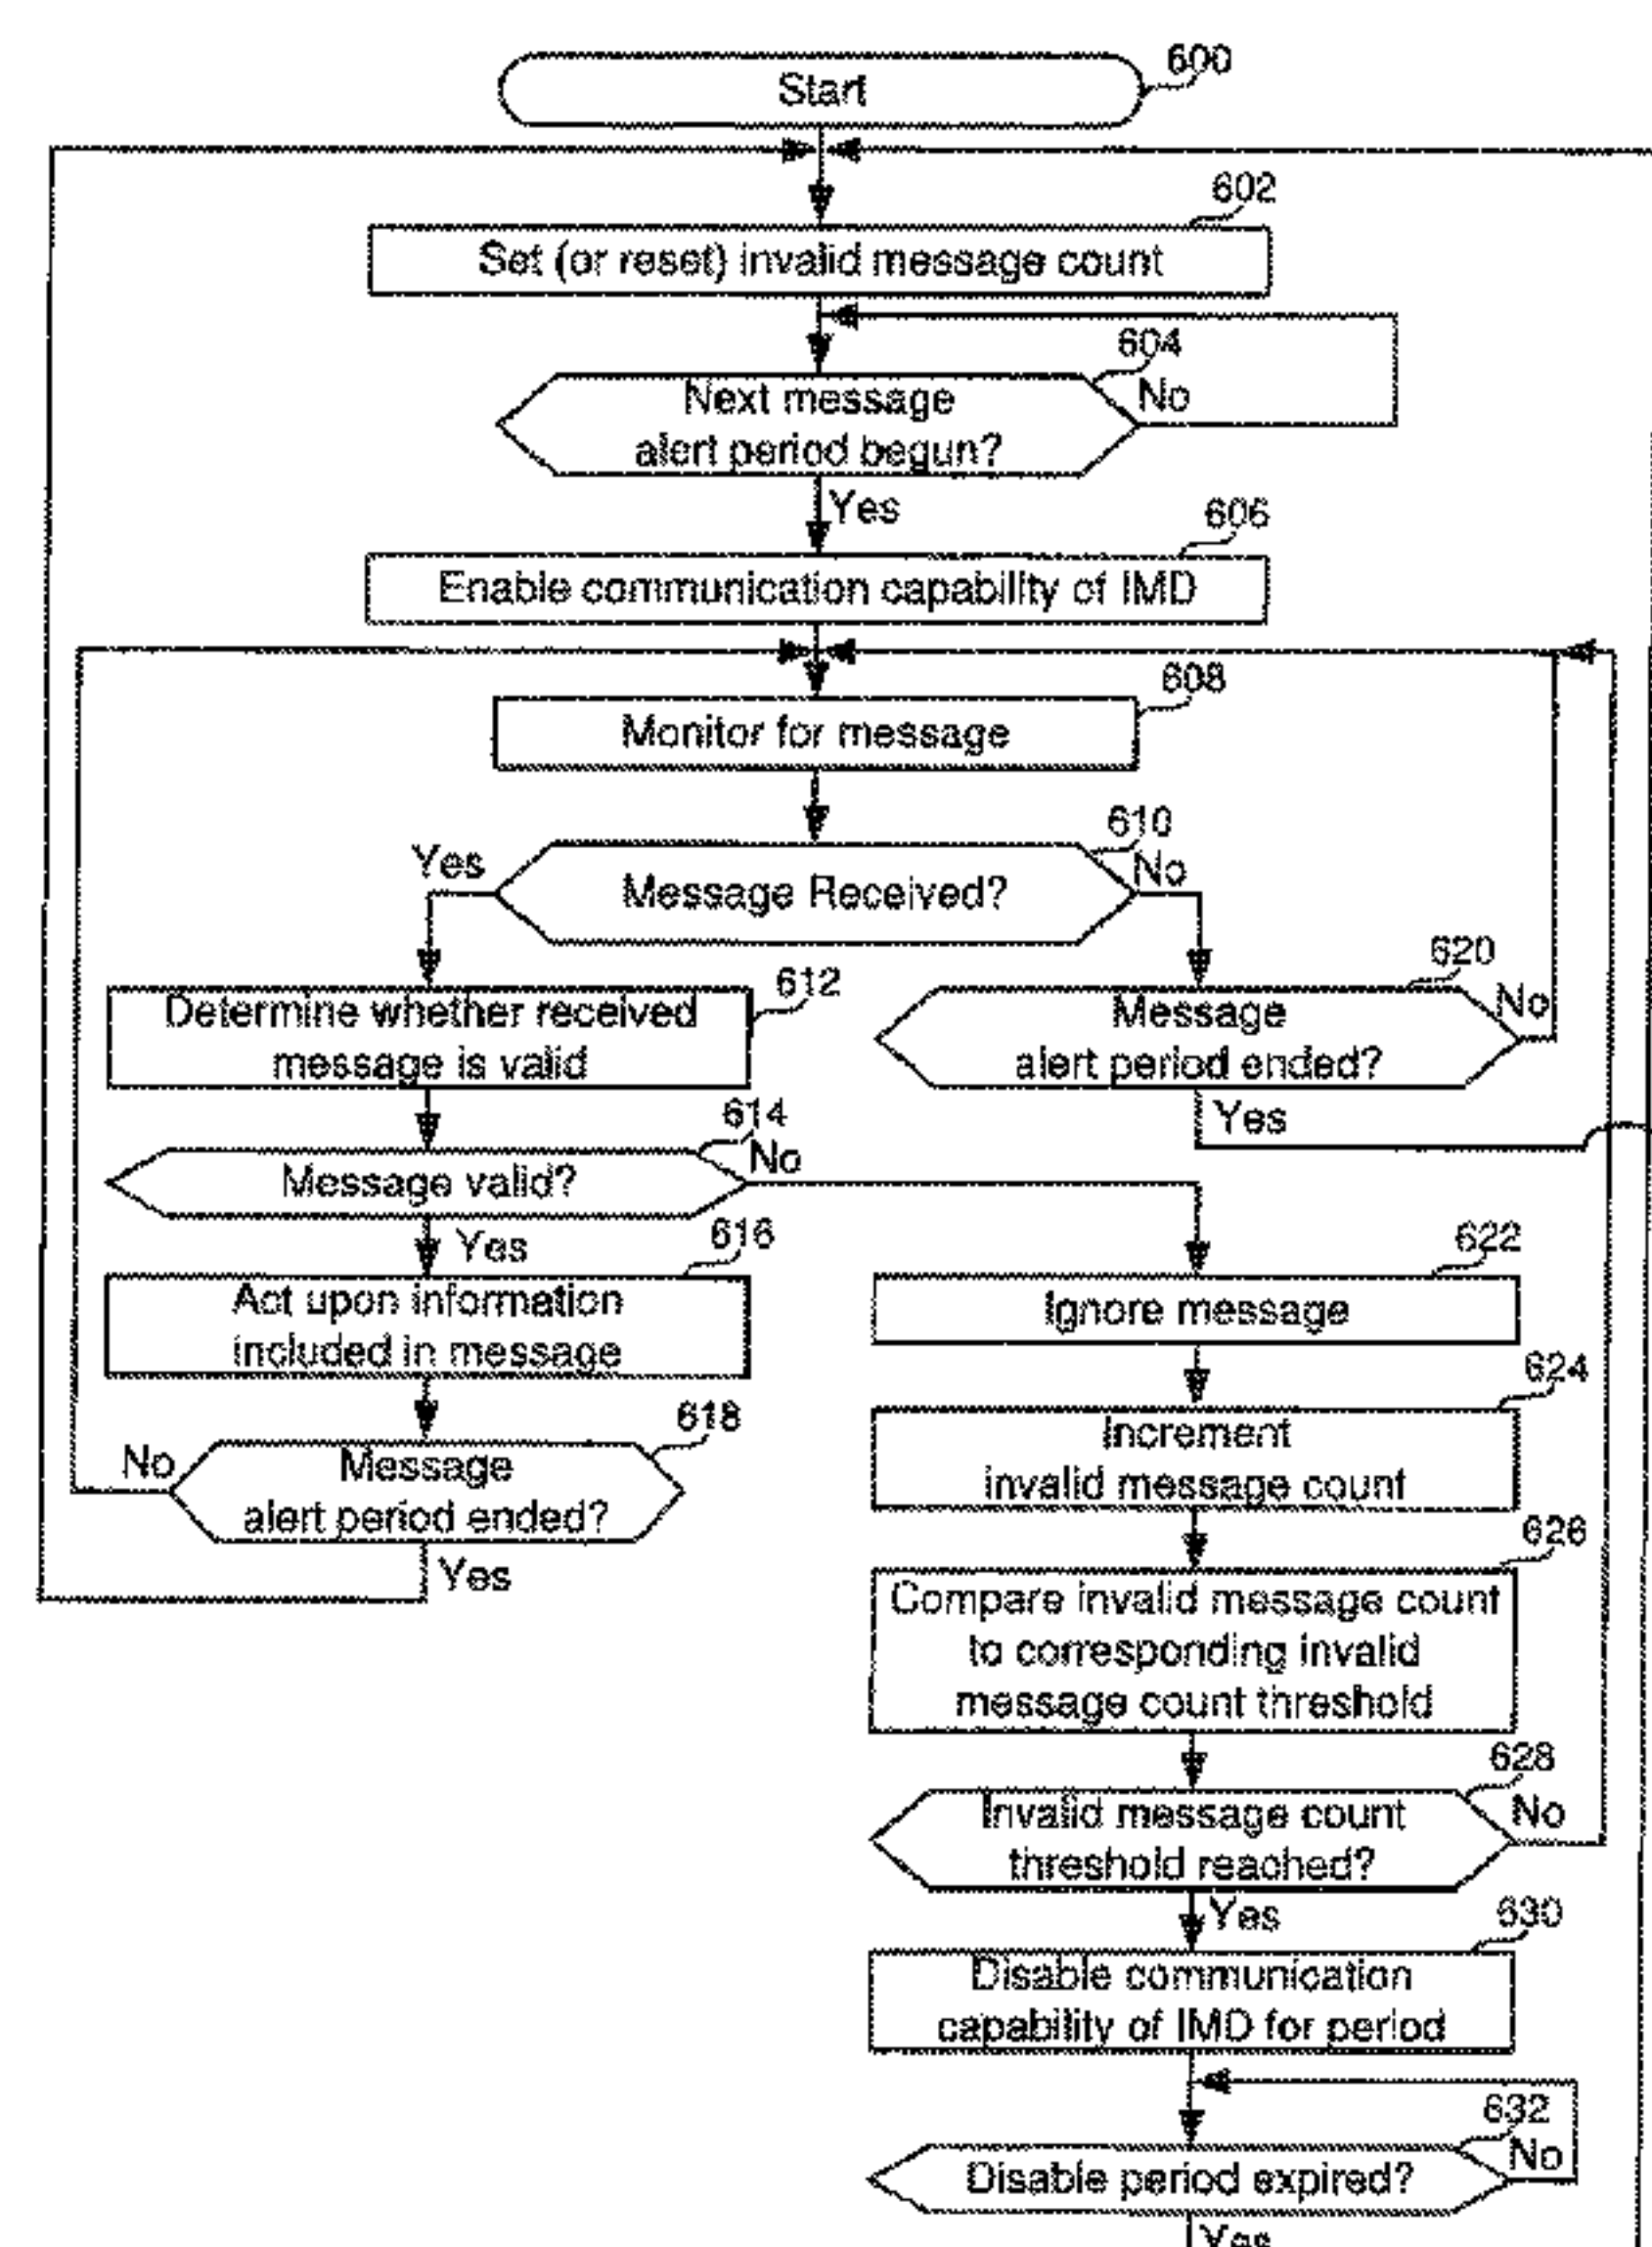 Start
600
602
Set (or reset) invalid message count
604
Next message
alert period begun?
No
Yes
606
Enable communication capability of IMD
608
Monitor for message
610
Yes
Message Received?
No
612
Determine whether received
message is valid
620
Message
alert period ended?
No
Yes
614
Message valid?
No
Yes
616
Act upon information
included in message
622
Ignore message
618
No
Message
alert period ended?
Yes
624
Increment
invalid message count
626
Compare invalid message count
to corresponding invalid
message count threshold
628
Invalid message count
threshold reached?
No
Yes
630
Disable communication
capability of IMD for period
632
Disable period expired?
No
Yes